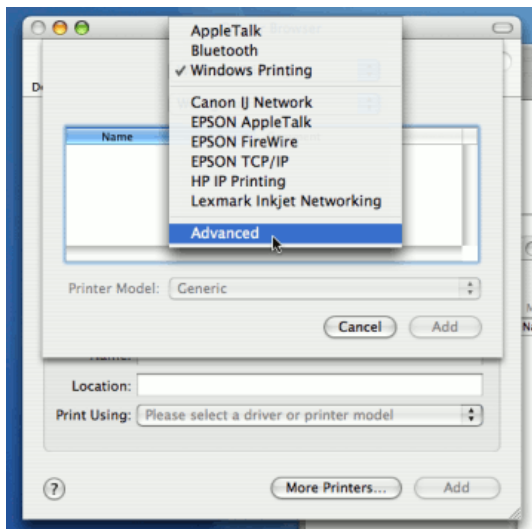 AppleTalk
Bluetooth
✓ Windows Printing
Canon IJ Network
EPSON AppleTalk
EPSON FireWire
EPSON TCP/IP
HP IP Printing
Lexmark Inkjet Networking
Advanced
Name
Printer Model: Generic
Cancel Add
Name:
Location:
Print Using: Please select a driver or printer model
? More Printers... Add